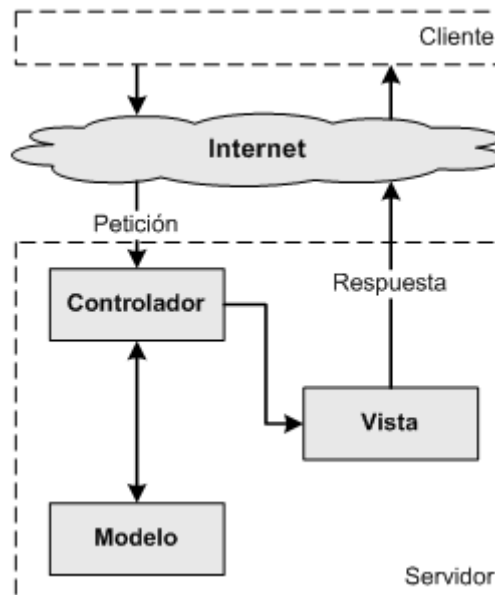 Cliente
Internet
Petición
Respuesta
Controlador
Vista
Modelo
Servidor